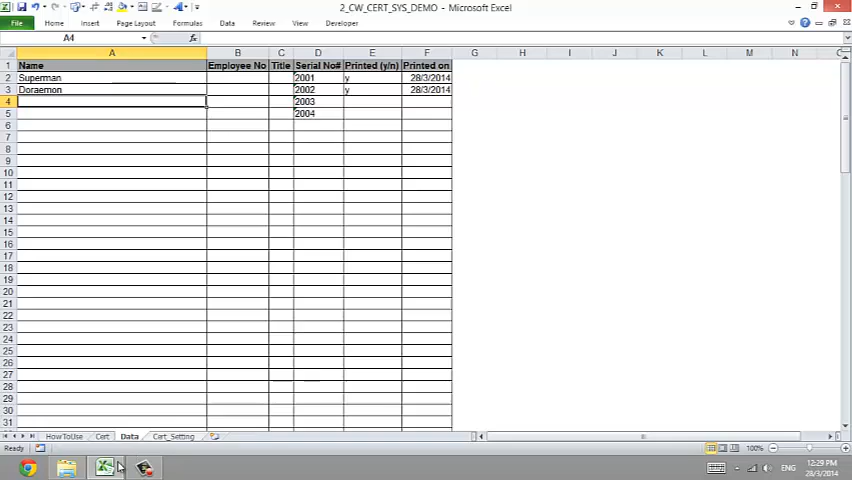 2_CW_CERT_SYS_DEMO - Microsoft Excel
File Home Insert Page Layout Formulas Data Review View Developer
A4 fx
A B C D E F G H I J K L M N
1 Name Employee No Title Serial No# Printed (y/n) Printed on
2 Superman 2001 y 28/3/2014
3 Doraemon 2002 y 28/3/2014
4 2003
5 2004
6
7
8
9
10
11
12
13
14
15
16
17
18
19
20
21
22
23
24
25
26
27
28
29
30
31
HowToUse Cert Data Cert_Setting
Ready 100%
ENG 12:29 PM
28/3/2014